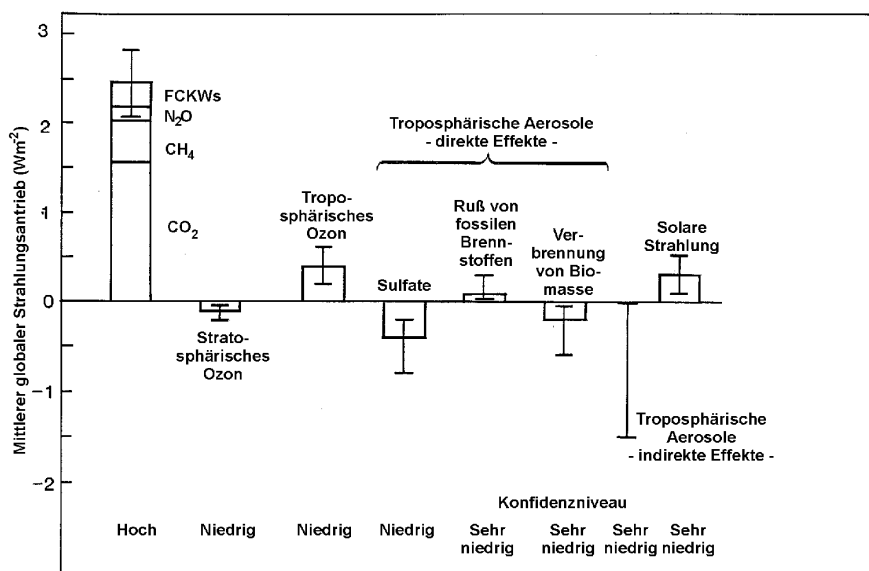 Mittlerer globaler Strahlungsantrieb (Wm⁻²)
3
2
1
0
−1
−2
FCKWs
N₂O
CH₄
CO₂
Strato-
sphärisches
Ozon
Tropo-
sphärisches
Ozon
Troposphärische Aerosole
- direkte Effekte -
Sulfate
Ruß von
fossilen
Brenn-
stoffen
Ver-
brennung
von Bio-
masse
Solare
Strahlung
Troposphärische
Aerosole
- indirekte Effekte -
Konfidenzniveau
Hoch
Niedrig
Niedrig
Niedrig
Sehr
niedrig
Sehr
niedrig
Sehr
niedrig
Sehr
niedrig